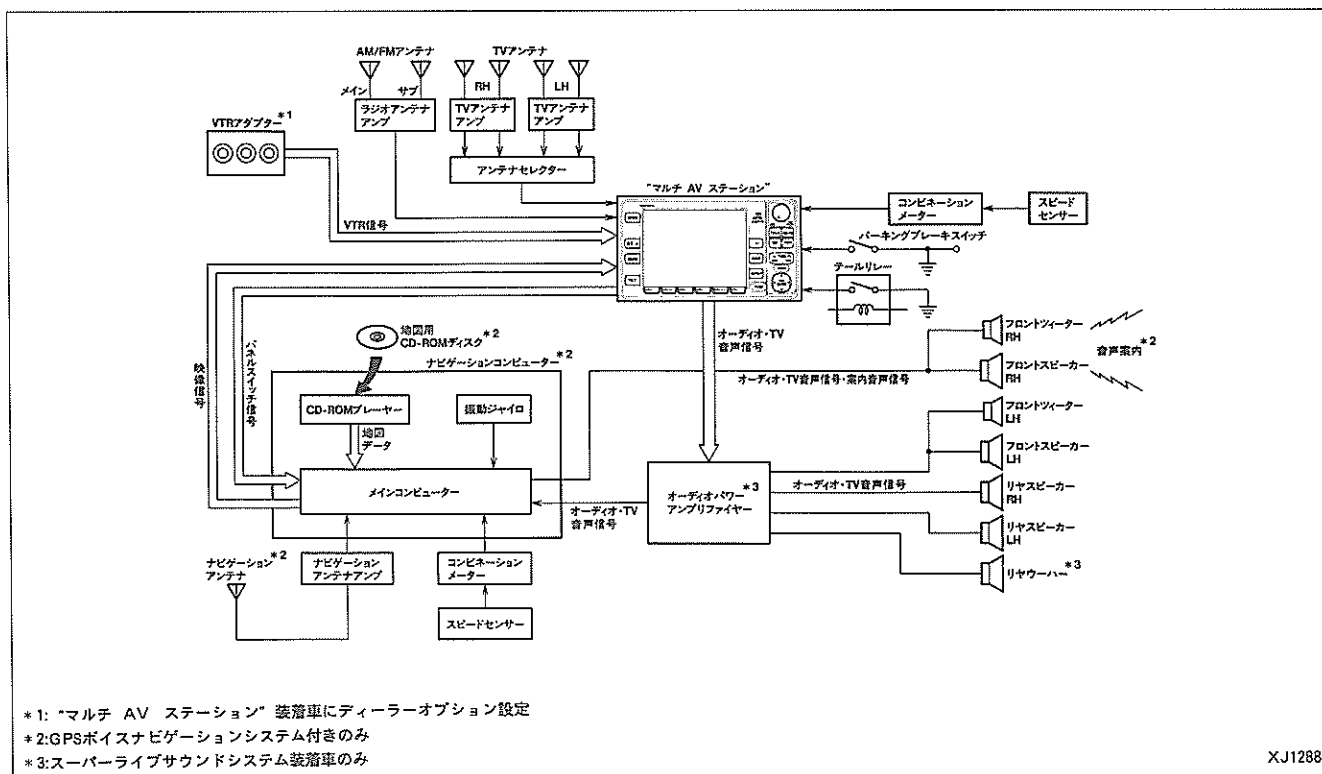 AM/FMアンテナ
TVアンテナ
メイン
サブ
RH
LH
ラジオアンテナ
アンプ
TVアンテナ
アンプ
TVアンテナ
アンプ
VTRアダプター*1
アンテナセレクター
"マルチ AV ステーション"
VTR信号
コンビネーション
メーター
スピード
センサー
パーキングブレーキスイッチ
テールリレー
映像信号
パネルスイッチ信号
地図用
CD-ROMディスク*2
ナビゲーションコンピューター*2
CD-ROMプレーヤー
振動ジャイロ
地図
データ
メインコンピューター
オーディオ・TV
音声信号
オーディオ・TV音声信号・案内音声信号
フロントツィーター
RH
音声案内*2
フロントスピーカー
RH
フロントツィーター
LH
フロントスピーカー
LH
オーディオパワー*3
アンプリファイヤー
オーディオ・TV音声信号
リヤスピーカー
RH
オーディオ・TV
音声信号
リヤスピーカー
LH
リヤウーハー*3
ナビゲーション*2
アンテナ
ナビゲーション
アンテナアンプ
コンビネーション
メーター
スピードセンサー
*1: "マルチ AV ステーション" 装着車にディーラーオプション設定
*2:GPSボイスナビゲーションシステム付きのみ
*3:スーパーライブサウンドシステム装着車のみ
XJ1288